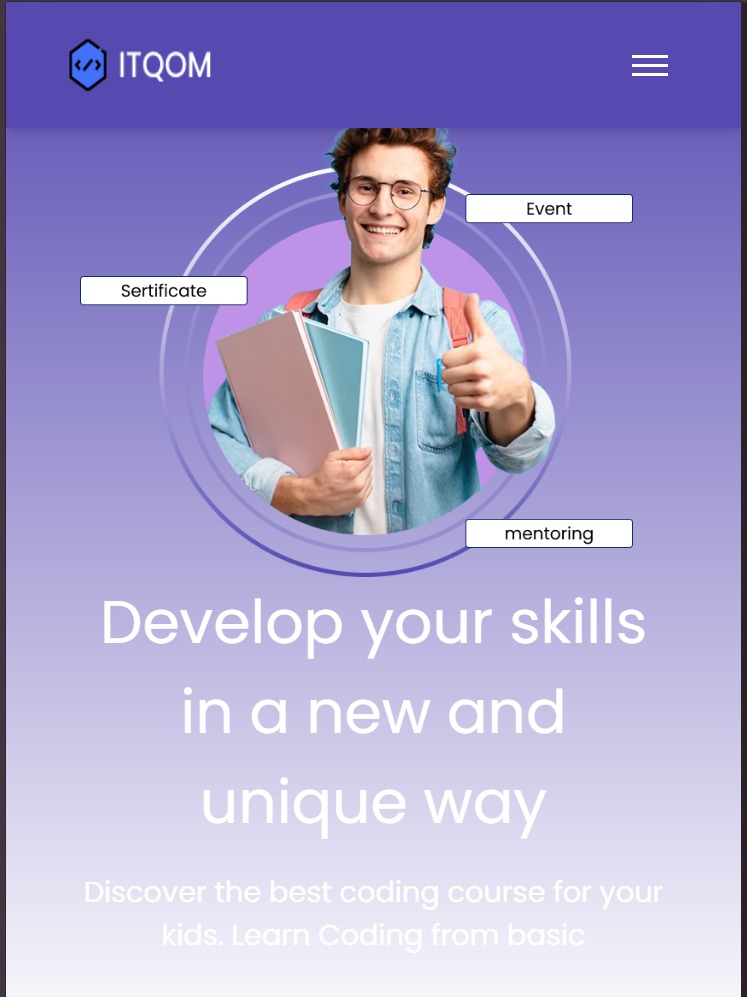 ITQOM
Event
Sertificate
mentoring
Develop your skills
in a new and
unique way
Discover the best coding course for your
kids. Learn Coding from basic